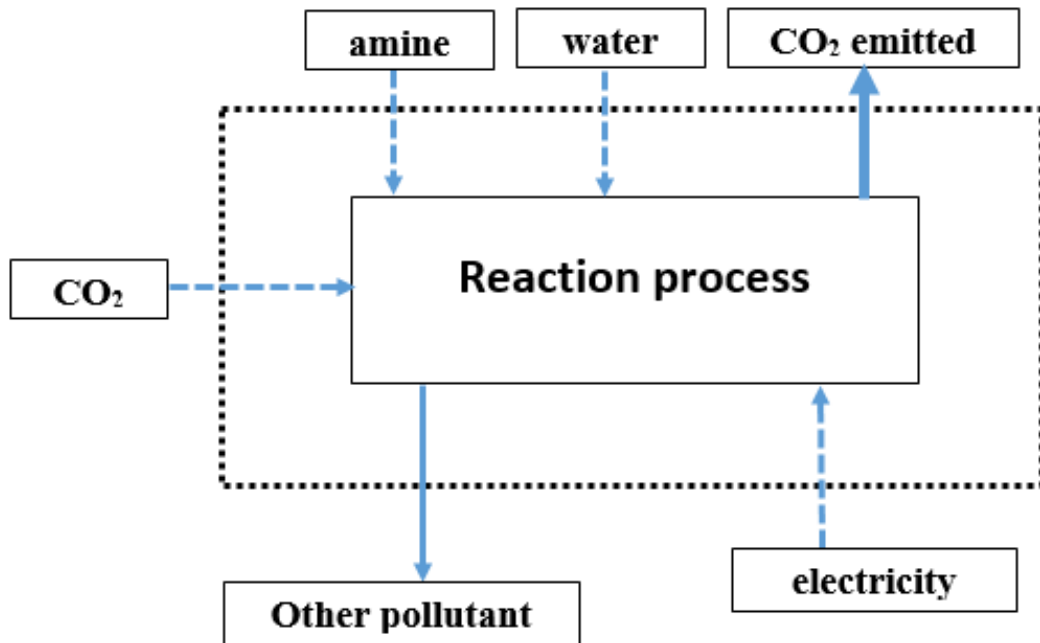 amine
water
CO₂ emitted
CO₂
Reaction process
electricity
Other pollutant